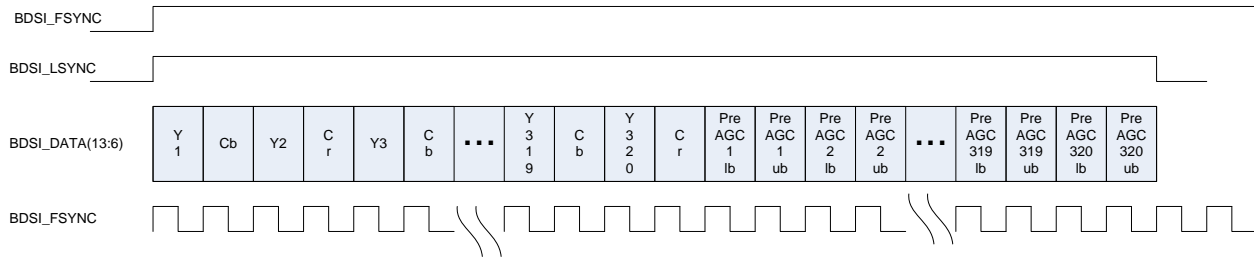 BDSI_FSYNC
BDSI_LSYNC
BDSI_DATA(13:6)
Y 1
Cb
Y2
C r
Y3
C b
...
Y 3 1 9
C b
Y 3 2 0
C r
Pre AGC 1 lb
Pre AGC 1 ub
Pre AGC 2 lb
Pre AGC 2 ub
...
Pre AGC 319 lb
Pre AGC 319 ub
Pre AGC 320 lb
Pre AGC 320 ub
BDSI_FSYNC